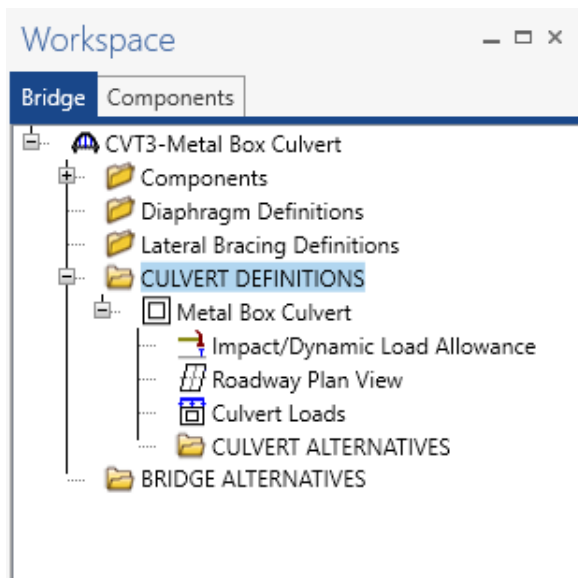 Workspace
Bridge Components
CVT3-Metal Box Culvert
Components
Diaphragm Definitions
Lateral Bracing Definitions
CULVERT DEFINITIONS
Metal Box Culvert
Impact/Dynamic Load Allowance
Roadway Plan View
Culvert Loads
CULVERT ALTERNATIVES
BRIDGE ALTERNATIVES